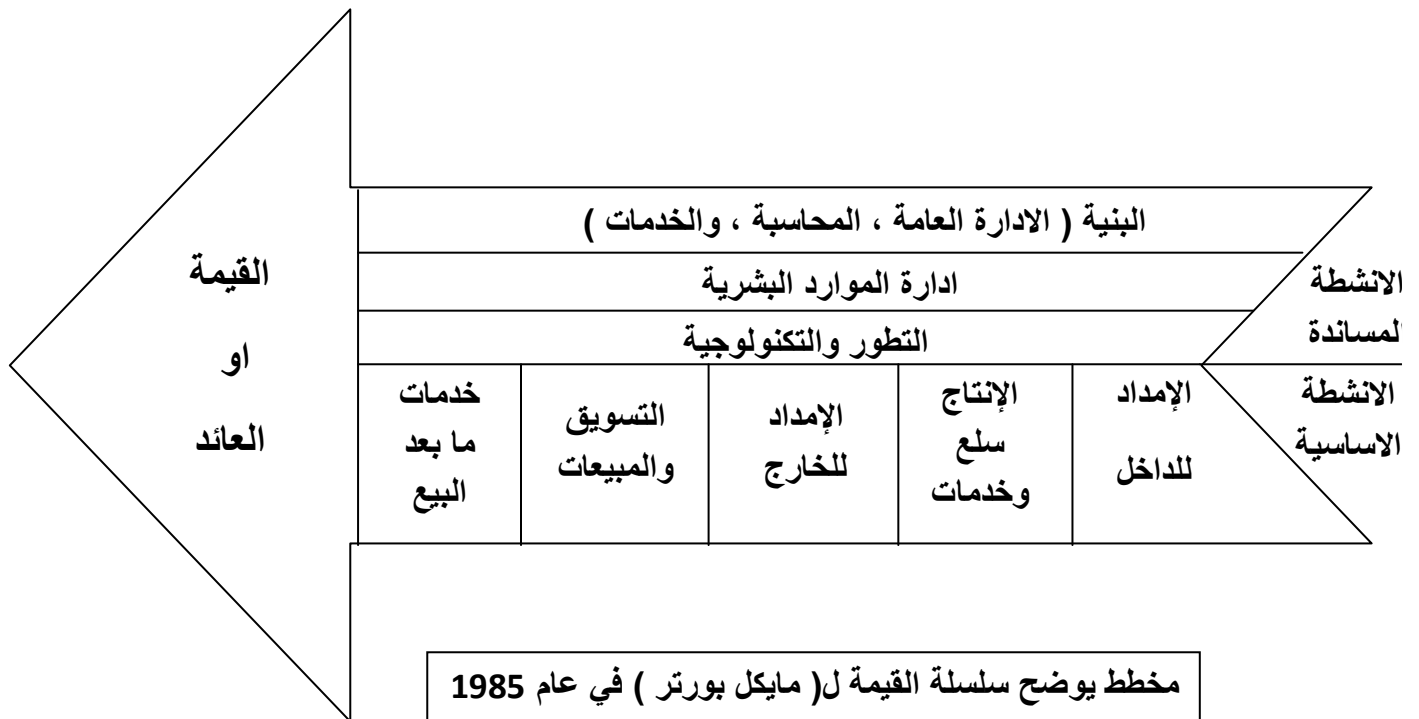 البنية ( الادارة العامة ، المحاسبة ، والخدمات )
ادارة الموارد البشرية
التطور والتكنولوجية
الانشطة
لمساندة
الانشطة
الاساسية
الإمداد
للداخل
الإنتاج
سلع
وخدمات
الإمداد
للخارج
التسويق
والمبيعات
خدمات
ما بعد
البيع
القيمة
او
العائد
مخطط يوضح سلسلة القيمة ل( مايكل بورتر ) في عام 1985